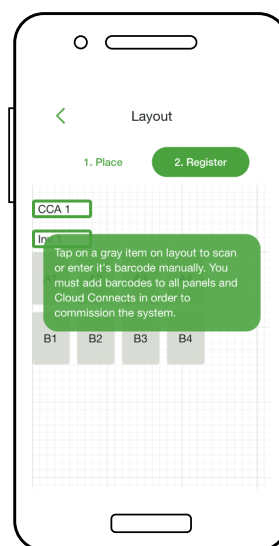 Layout
1. Place
2. Register
CCA 1
Inv 1
Tap on a gray item on layout to scan
or enter it's barcode manually. You
must add barcodes to all panels and
Cloud Connects in order to
commission the system.
B1 B2 B3 B4